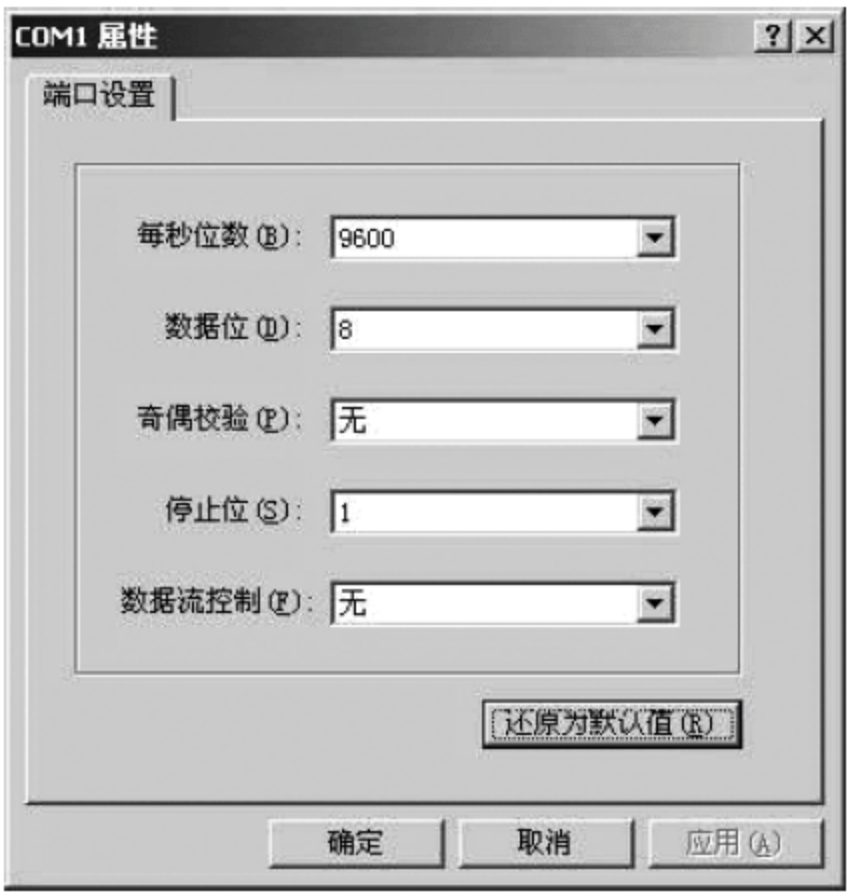 COM1 属性
端口设置
每秒位数(B): 9600
数据位(D): 8
奇偶校验(P): 无
停止位(S): 1
数据流控制(F): 无
还原为默认值(R)
确定 取消 应用(A)